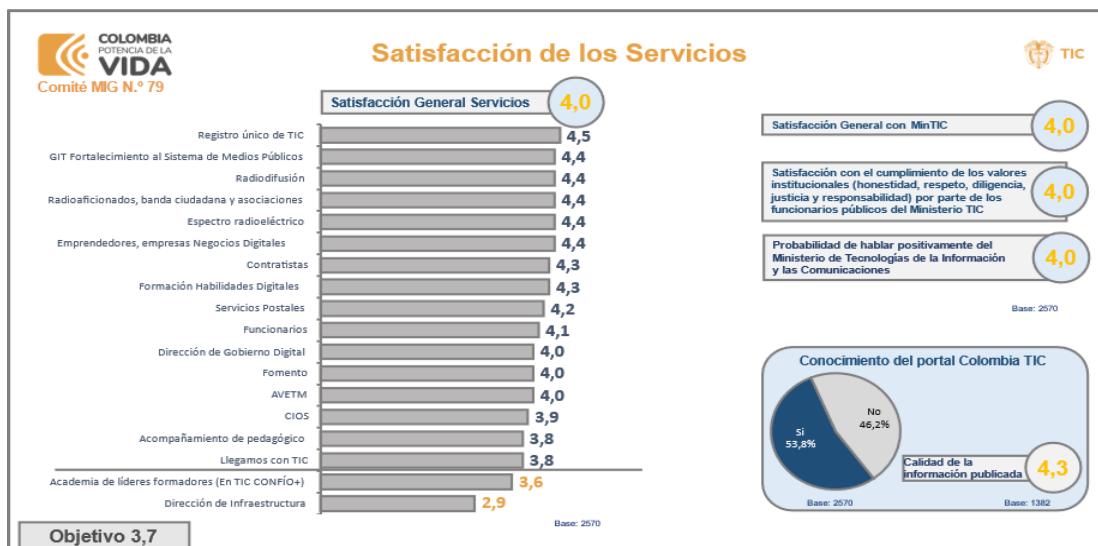 COLOMBIA
POTENCIA DE LA
VIDA
Comité MIG N.º 79
Satisfacción de los Servicios
TIC
Satisfacción General Servicios 4,0
Registro único de TIC 4,5
GIT Fortalecimiento al Sistema de Medios Públicos 4,4
Radiodifusión 4,4
Radioaficionados, banda ciudadana y asociaciones 4,4
Espectro radioeléctrico 4,4
Emprendedores, empresas Negocios Digitales 4,4
Contratistas 4,3
Formación Habilidades Digitales 4,3
Servicios Postales 4,2
Funcionarios 4,1
Dirección de Gobierno Digital 4,0
Fomento 4,0
AVETM 4,0
CIOS 3,9
Acompañamiento de pedagógico 3,8
Llegamos con TIC 3,8
Academia de líderes formadores (En TIC CONFÍO+) 3,6
Dirección de Infraestructura 2,9
Base: 2570
Objetivo 3,7
Satisfacción General con MinTIC 4,0
Satisfacción con el cumplimiento de los valores
institucionales (honestidad, respeto, diligencia,
justicia y responsabilidad) por parte de los
funcionarios públicos del Ministerio TIC
4,0
Probabilidad de hablar positivamente del
Ministerio de Tecnologías de la Información
y las Comunicaciones
4,0
Base: 2570
Conocimiento del portal Colombia TIC
No
46,2%
Si
53,8%
Calidad de la
información publicada
4,3
Base: 2570
Base: 1382